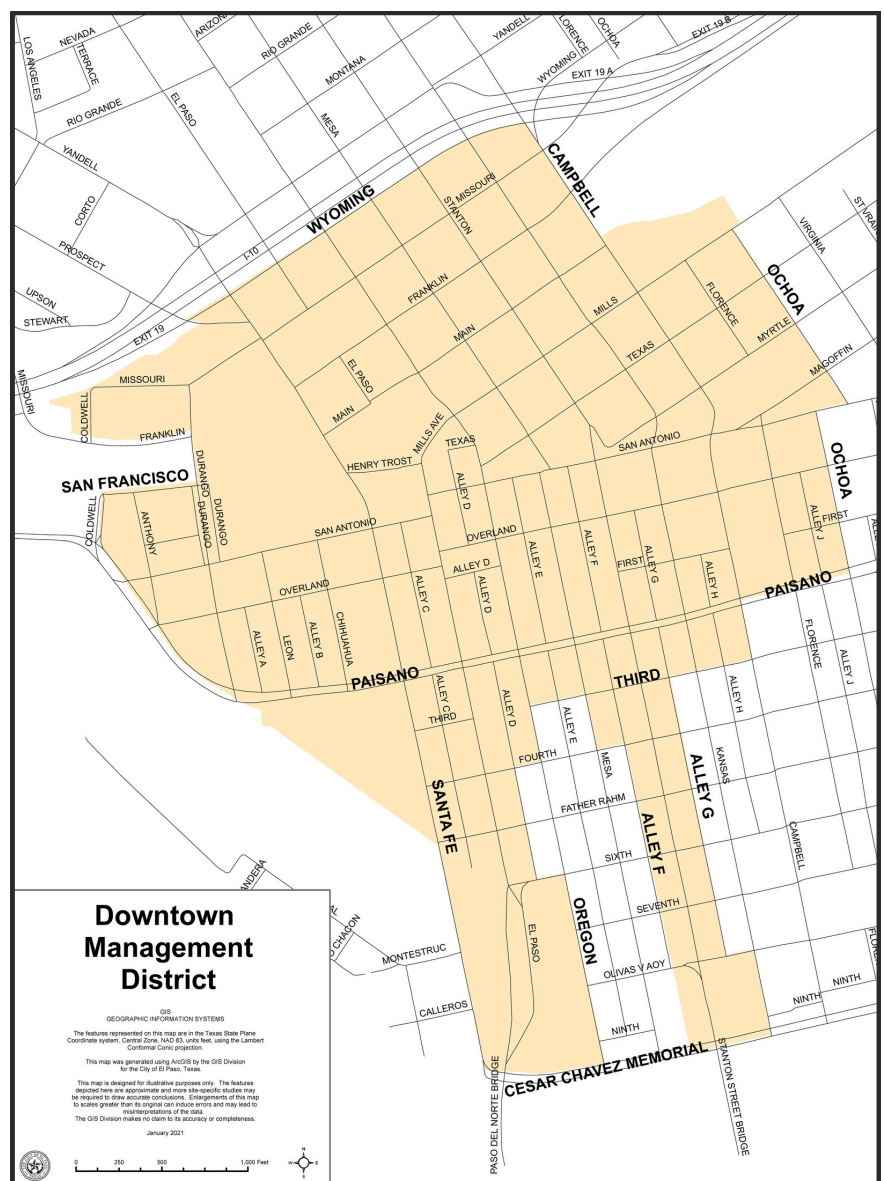 NEVADA
ARIZONA
YANDELL
LORENCE
OCHOA
EXIT 19 B
LOS ANGELES
TERRACE
RIO GRANDE
MONTANA
WYOMING
EXIT 19 A
RIO GRANDE
EL PASO
MESA
YANDELL
CORTO
WYOMING
STANTON
MISSOURI
CAMPBELL
PROSPECT
I-10
VIRGINIA
ST VRAIN
UPSON
STEWART
EXIT 19
FRANKLIN
MAIN
MILLS
FLORENCE
OCHOA
MISSOURI
MISSOURI
EL PASO
TEXAS
MYRTLE
MAGOFFIN
COLDWELL
MAIN
FRANKLIN
MILLS AVE
TEXAS
SAN ANTONIO
SAN FRANCISCO
HENRY TROST
DURANGO
DURANGO
DURANGO
COLDWELL
ANTHONY
SAN ANTONIO
ALLEY D
OVERLAND
OCHOA
FIRST
ALLEY J
ALLE
OVERLAND
ALLEY D
ALLEY E
ALLEY F
FIRST
ALLEY G
ALLEY H
ALLEY C
ALLEY D
PAISANO
ALLEY A
LEON
ALLEY B
CHIHUAHUA
PAISANO
THIRD
FLORENCE
ALLEY J
ALLEY C
THIRD
ALLEY D
ALLEY E
ALLEY H
FOURTH
MESA
KANSAS
ALLEY G
SANTA FE
FATHER RAHM
ALLEY F
CAMPBELL
SIXTH
ANDERA
SEVENTH
EL PASO
OREGON
O CHACON
MONTESTRUC
OLIVAS V AOY
FLORE
CALLEROS
NINTH
NINTH
NINTH
CESAR CHAVEZ MEMORIAL
PASO DEL NORTE BRIDGE
STANTON STREET BRIDGE
Downtown
Management
District
GIS
GEOGRAPHIC INFORMATION SYSTEMS
The features represented on this map are in the Texas State Plane
Coordinate system, Central Zone, NAD 83, units feet, using the Lambert
Conformal Conic projection.
This map was generated using ArcGIS by the GIS Division
for the City of El Paso, Texas.
This map is designed for illustrative purposes only. The features
depicted here are approximate and more site-specific studies may
be required to draw accurate conclusions. Enlargements of this map
to scales greater than its original can induce errors and may lead to
misinterpretations of the data.
The GIS Division makes no claim to its accuracy or completeness.
January 2021
0 250 500 1,000 Feet
N
W E
S